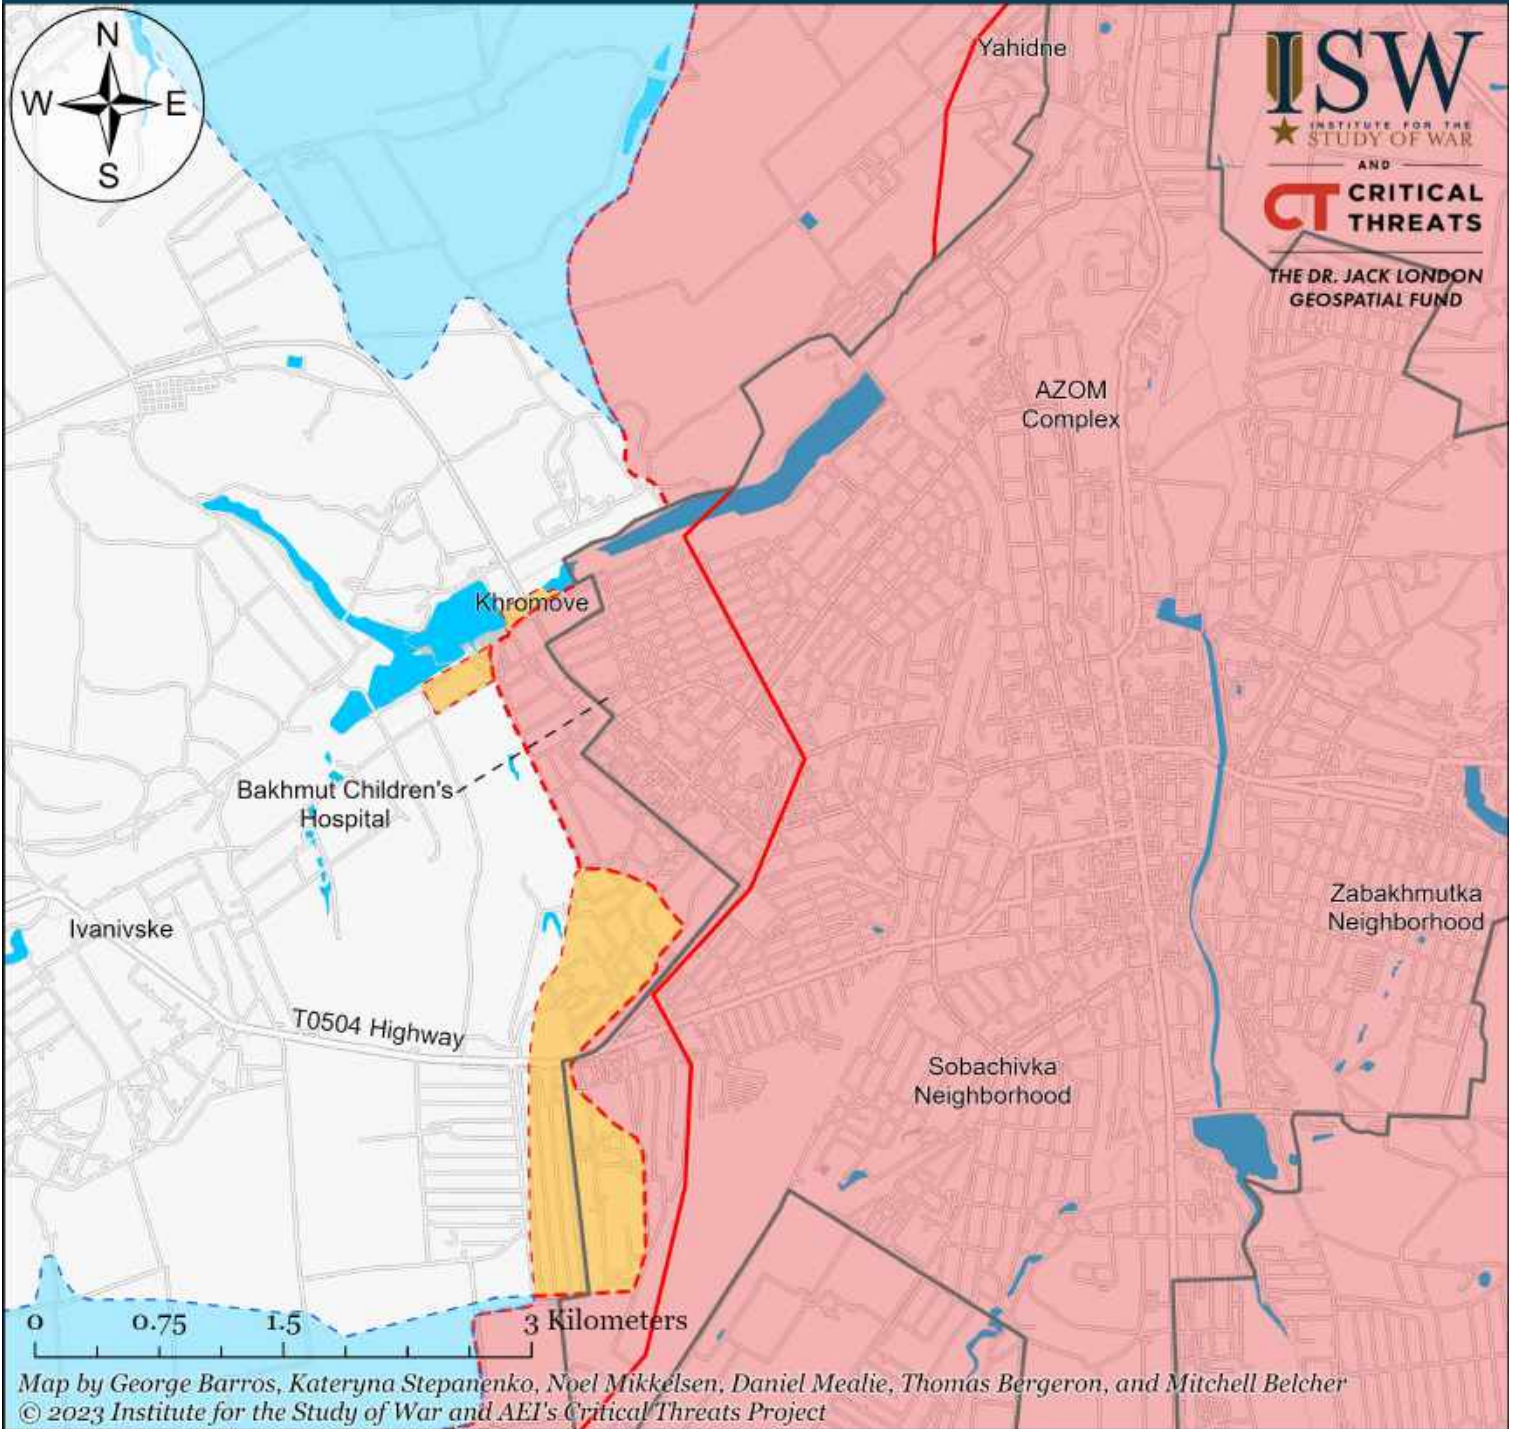 N
W
E
S
Yahidne
ISW
INSTITUTE FOR THE
STUDY OF WAR
AND
CT CRITICAL
THREATS
THE DR. JACK LONDON
GEOSPATIAL FUND
AZOM
Complex
Khromove
Bakhmut Children's
Hospital
Ivanivske
Zabakhmutka
Neighborhood
T0504 Highway
Sobachivka
Neighborhood
0 0.75 1.5 3 Kilometers
Map by George Barros, Kateryna Stepanenko, Noel Mikkelsen, Daniel Mealie, Thomas Bergeron, and Mitchell Belcher
© 2023 Institute for the Study of War and AEI's Critical Threats Project